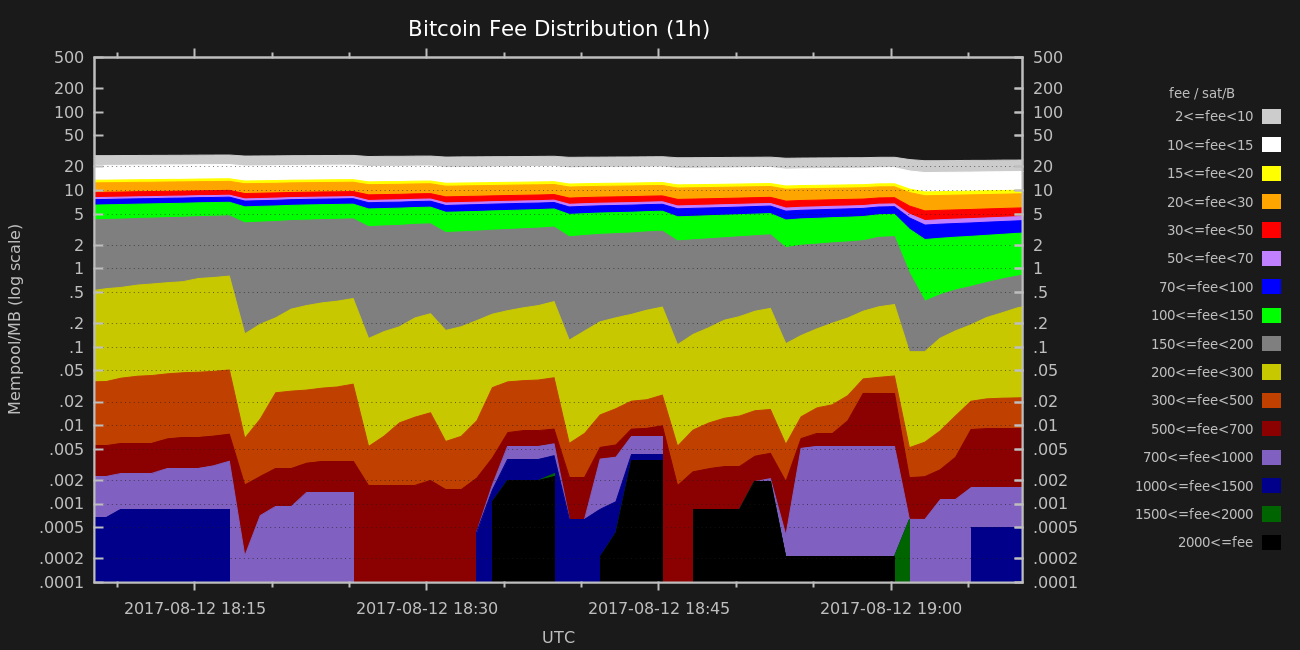 Bitcoin Fee Distribution (1h)
500
200
100
50
20
10
5
2
1
.5
.2
.1
.05
.02
.01
.005
.002
.001
.0005
.0002
.0001
Mempool/MB (log scale)
500
200
100
50
20
10
5
2
1
.5
.2
.1
.05
.02
.01
.005
.002
.001
.0005
.0002
.0001
2017-08-12 18:15
2017-08-12 18:30
2017-08-12 18:45
2017-08-12 19:00
UTC
fee / sat/B
2<=fee<10
10<=fee<15
15<=fee<20
20<=fee<30
30<=fee<50
50<=fee<70
70<=fee<100
100<=fee<150
150<=fee<200
200<=fee<300
300<=fee<500
500<=fee<700
700<=fee<1000
1000<=fee<1500
1500<=fee<2000
2000<=fee